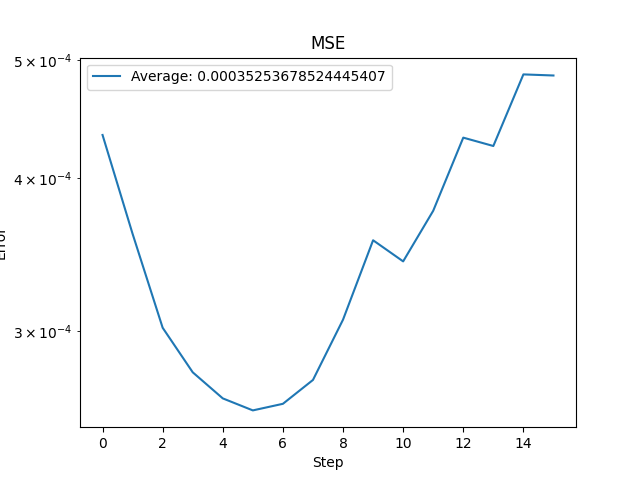 MSE
Average: 0.00035253678524445407
5 × 10⁻⁴
4 × 10⁻⁴
3 × 10⁻⁴
Error
0 2 4 6 8 10 12 14
Step